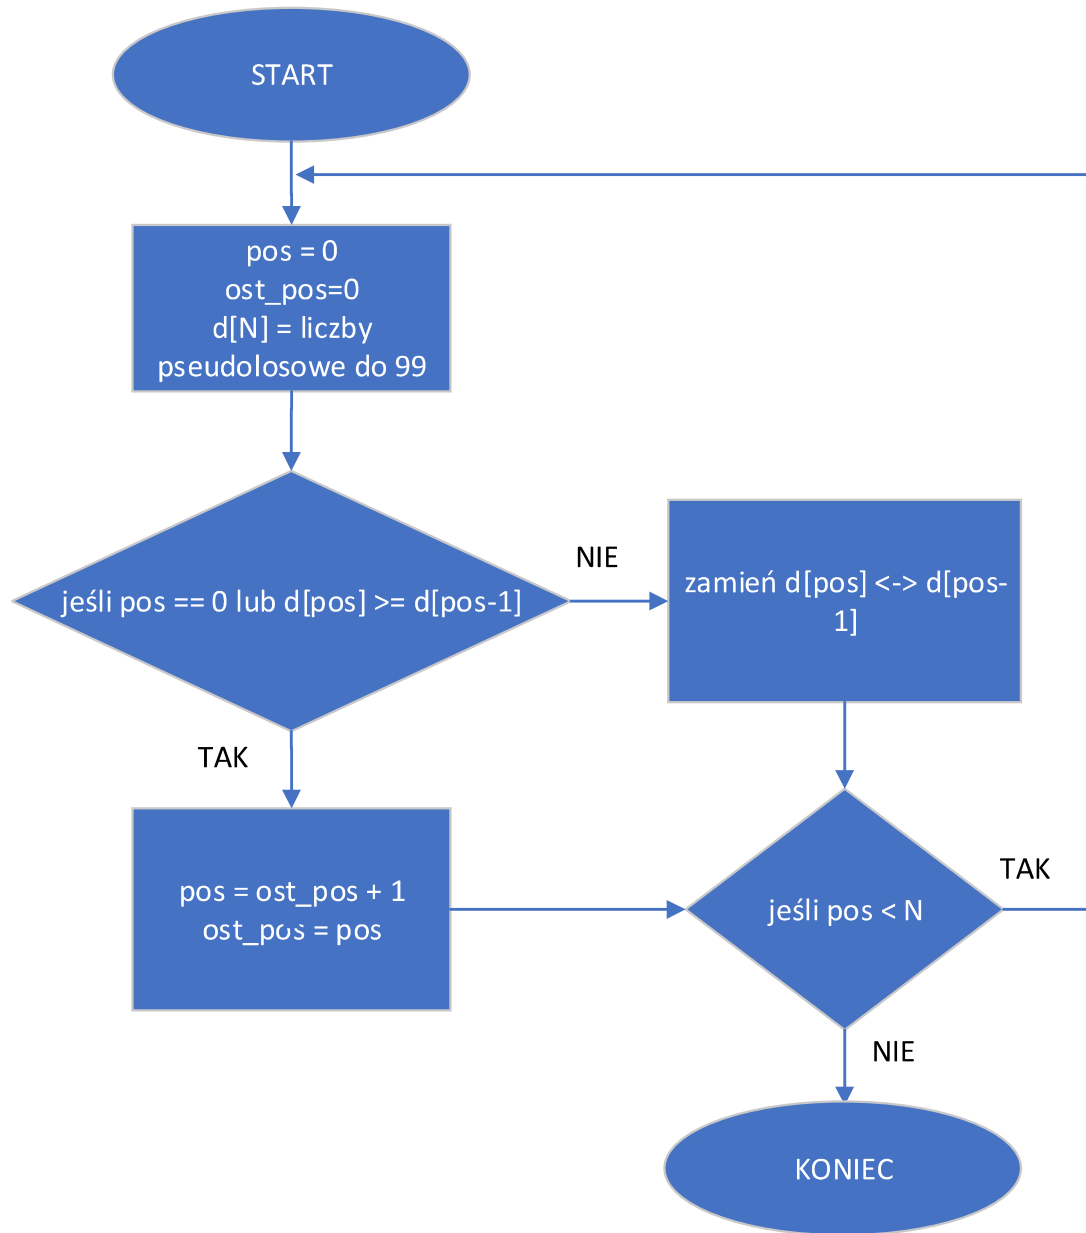 START
pos = 0
ost_pos=0
d[N] = liczby
pseudolosowe do 99
jeśli pos == 0 lub d[pos] >= d[pos-1]
NIE
zamień d[pos] <-> d[pos-
1]
TAK
pos = ost_pos + 1
ost_pos = pos
jeśli pos < N
TAK
NIE
KONIEC